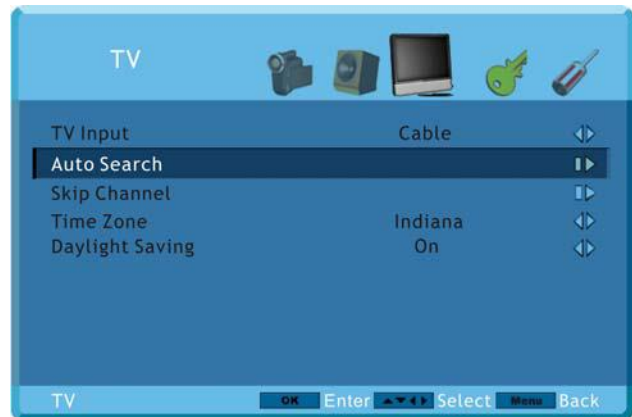 TV
TV Input Cable
Auto Search
Skip Channel
Time Zone Indiana
Daylight Saving On
TV OK Enter Select Menu Back